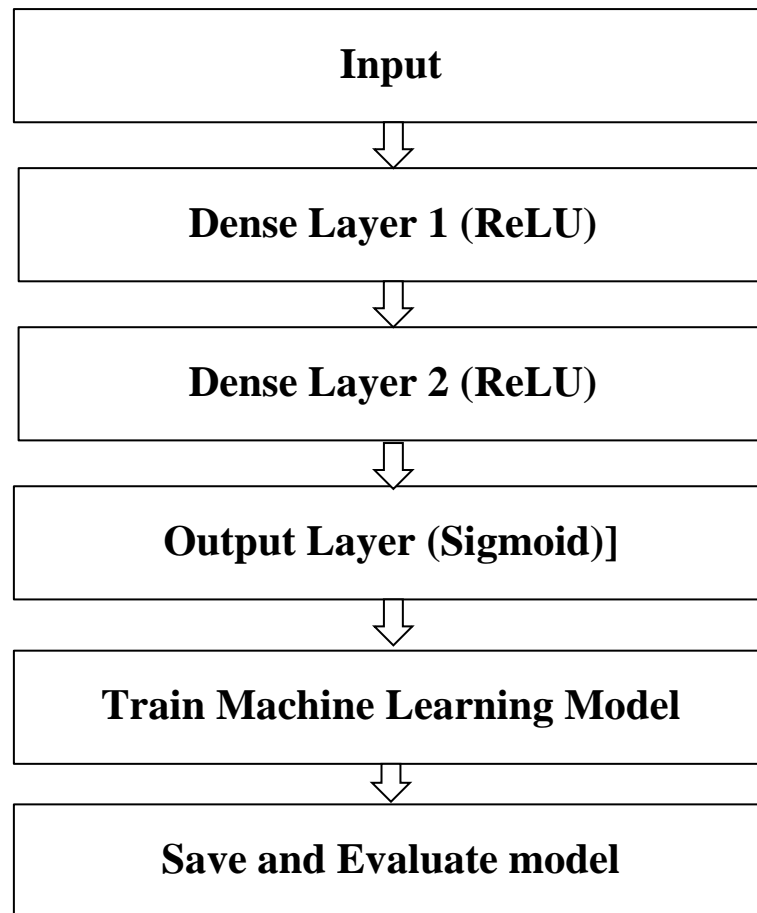 Input
Dense Layer 1 (ReLU)
Dense Layer 2 (ReLU)
Output Layer (Sigmoid)]
Train Machine Learning Model
Save and Evaluate model